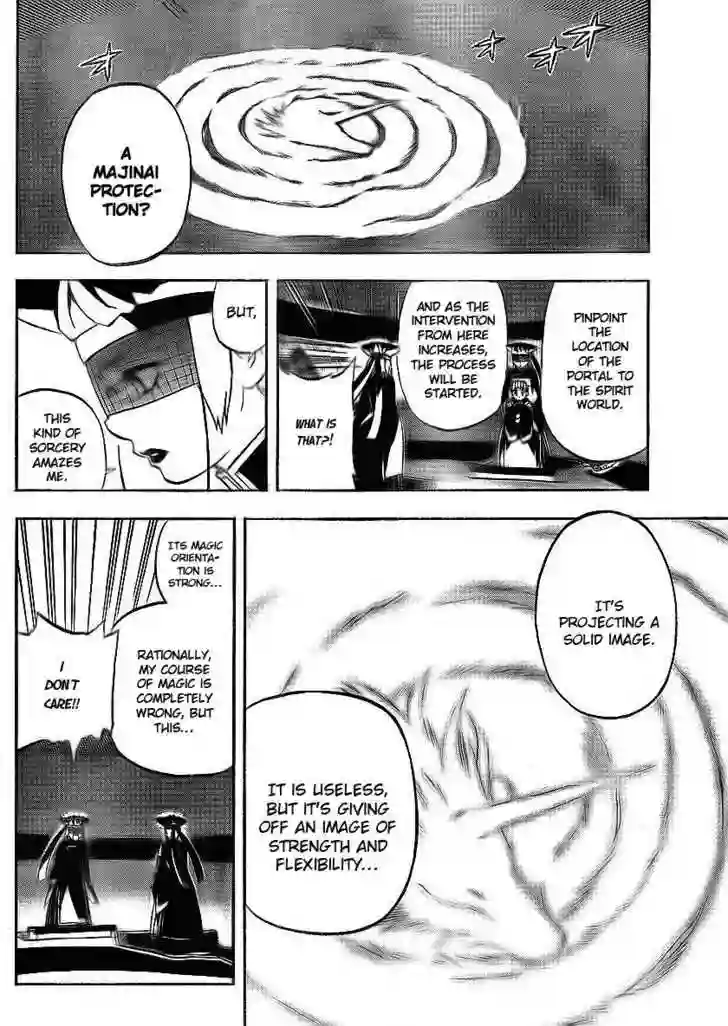 A
MAJINAI
PROTEC-
TION?
PINPOINT
THE
LOCATION
OF THE
PORTAL TO
THE SPIRIT
WORLD.
AND AS THE
INTERVENTION
FROM HERE
INCREASES,
THE PROCESS
WILL BE
STARTED.
WHAT IS
THAT?!
BUT,
THIS
KIND OF
SORCERY
AMAZES
ME.
IT'S
PROJECTING A
SOLID IMAGE.
IT IS USELESS,
BUT IT'S GIVING
OFF AN IMAGE OF
STRENGTH AND
FLEXIBILITY...
ITS MAGIC
ORIENTA-
TION IS
STRONG...
RATIONALLY,
MY COURSE
OF MAGIC IS
COMPLETELY
WRONG, BUT
THIS...
I
DON'T
CARE!!